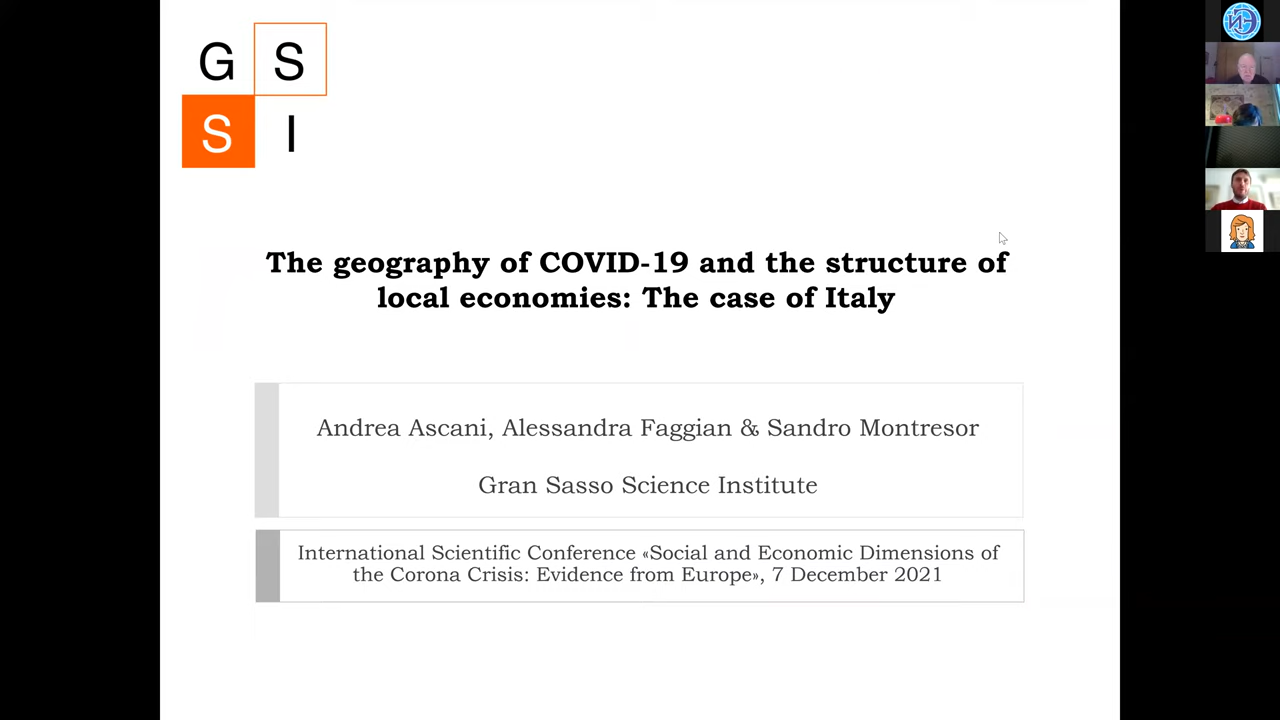 G S
S I
The geography of COVID-19 and the structure of
local economies: The case of Italy
Andrea Ascani, Alessandra Faggian & Sandro Montresor
Gran Sasso Science Institute
International Scientific Conference «Social and Economic Dimensions of
the Corona Crisis: Evidence from Europe», 7 December 2021